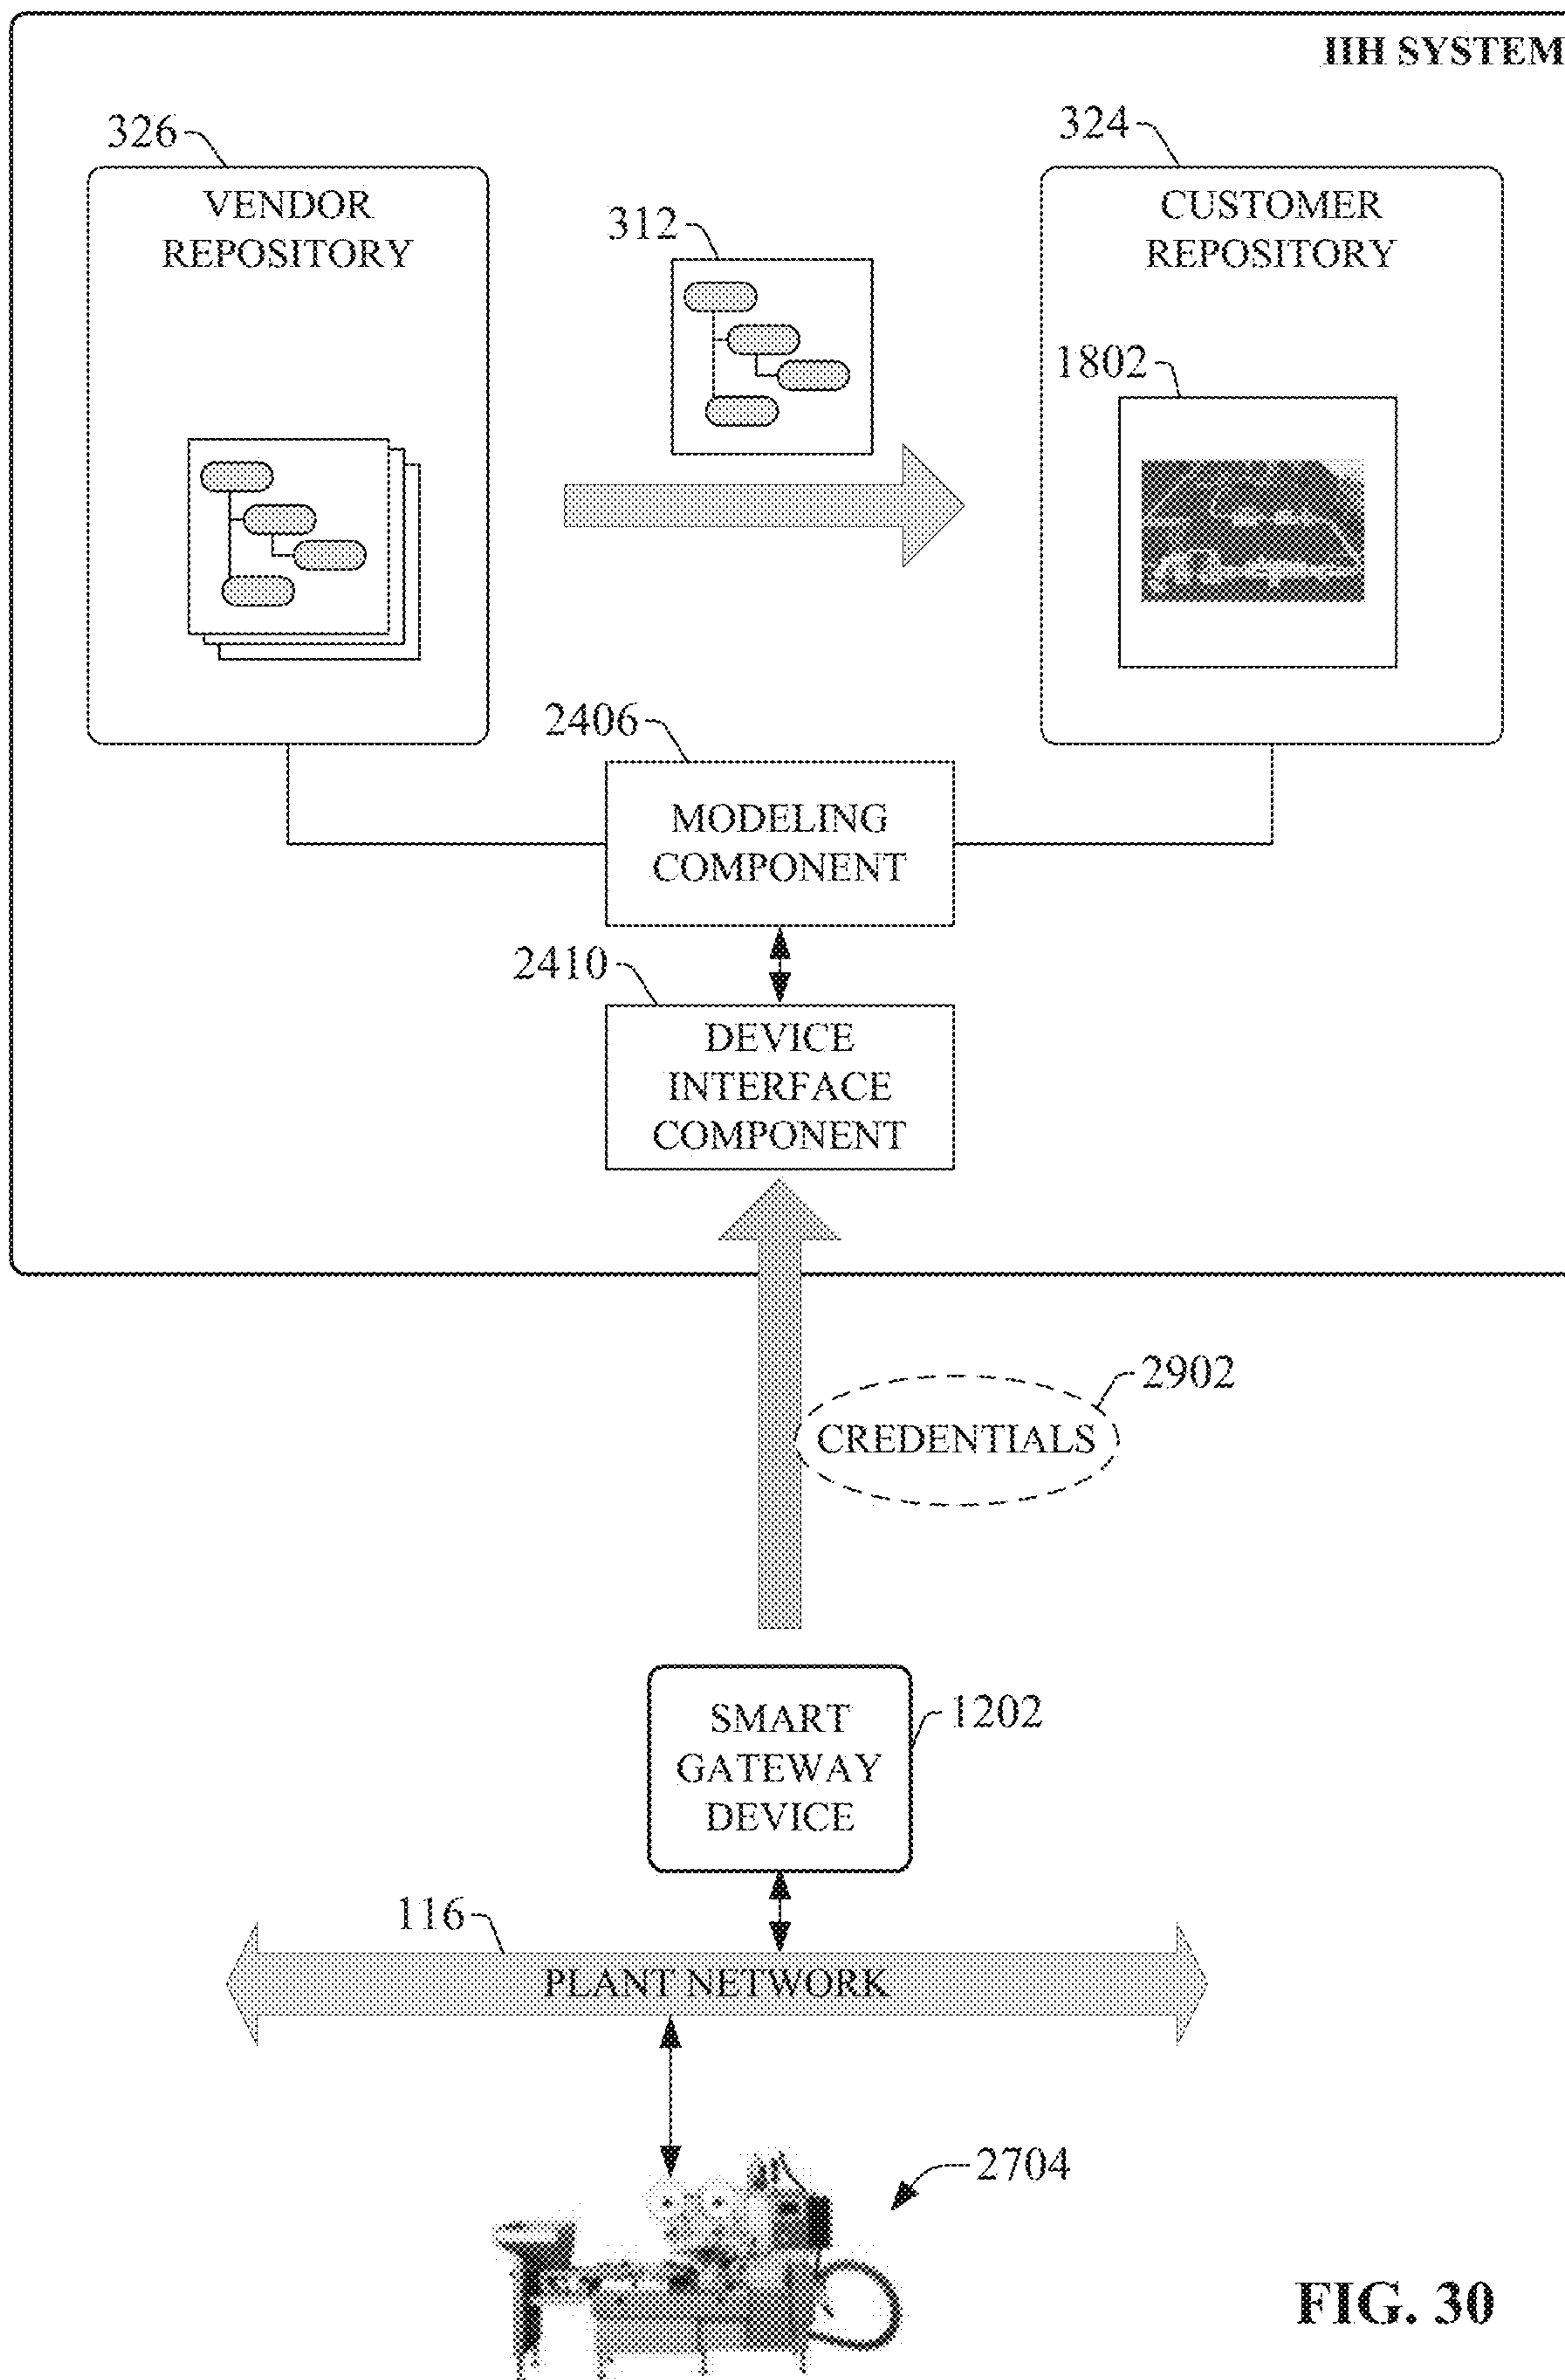 IIH SYSTEM
326
324
VENDOR
REPOSITORY
312
CUSTOMER
REPOSITORY
1802
2406
MODELING
COMPONENT
2410
DEVICE
INTERFACE
COMPONENT
2902
CREDENTIALS
SMART
GATEWAY
DEVICE
1202
116
PLANT NETWORK
2704
FIG. 30